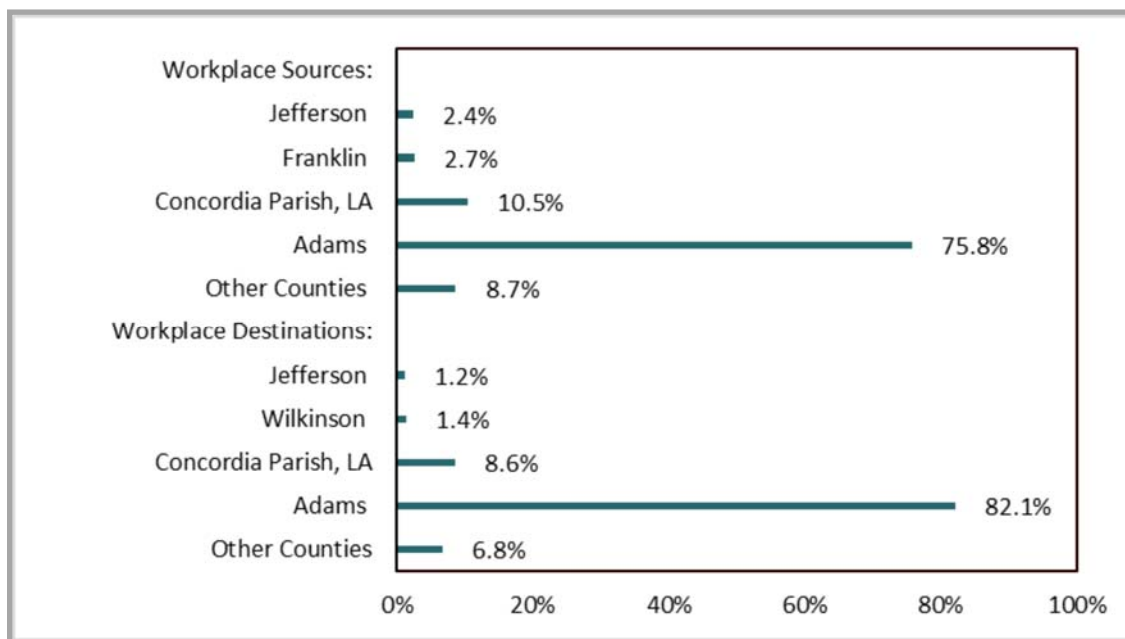 Workplace Sources:
Jefferson 2.4%
Franklin 2.7%
Concordia Parish, LA 10.5%
Adams 75.8%
Other Counties 8.7%
Workplace Destinations:
Jefferson 1.2%
Wilkinson 1.4%
Concordia Parish, LA 8.6%
Adams 82.1%
Other Counties 6.8%
0% 20% 40% 60% 80% 100%